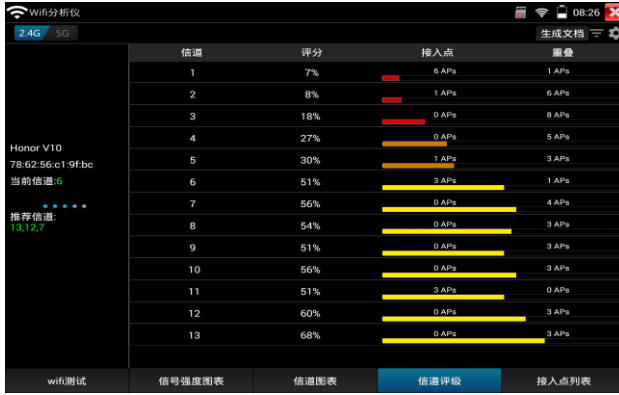 Wifi分析仪 08:26
2.4G 5G 生成文档
信道 评分 接入点 重叠
1 7% 6 APs 1 APs
2 8% 1 APs 6 APs
3 18% 0 APs 8 APs
4 27% 0 APs 5 APs
Honor V10
78:62:56:c1:9f:bc
5 30% 1 APs 3 APs
当前信道:6
6 51% 3 APs 1 APs
7 56% 0 APs 4 APs
推荐信道:
13,12,7
8 54% 0 APs 3 APs
9 51% 0 APs 3 APs
10 56% 0 APs 3 APs
11 51% 3 APs 0 APs
12 60% 0 APs 3 APs
13 68% 0 APs 3 APs
wifi测试 信号强度图表 信道图表 信道评级 接入点列表